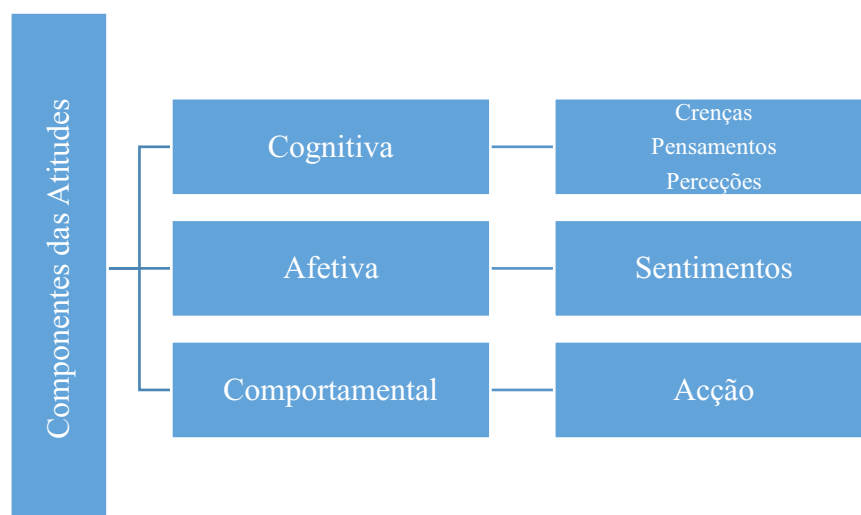 Componentes das Atitudes
Cognitiva
Crenças
Pensamentos
Perceções
Afetiva
Sentimentos
Comportamental
Acção